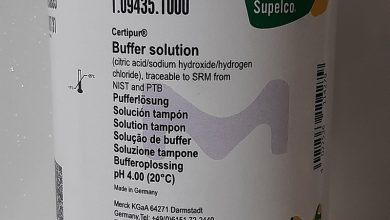 1.09435.1000
Supelco
Certipur®
Buffer solution
(citric acid/sodium hydroxide/hydrogen
chloride), traceable to SRM from
NIST and PTB
Pufferlösung
Solución tampón
Solution tampon
Solução de buffer
Soluzione tampone
Bufferoplossing
pH 4.00 (20°C)
Made in Germany
Merck KGaA 64271 Darmstadt